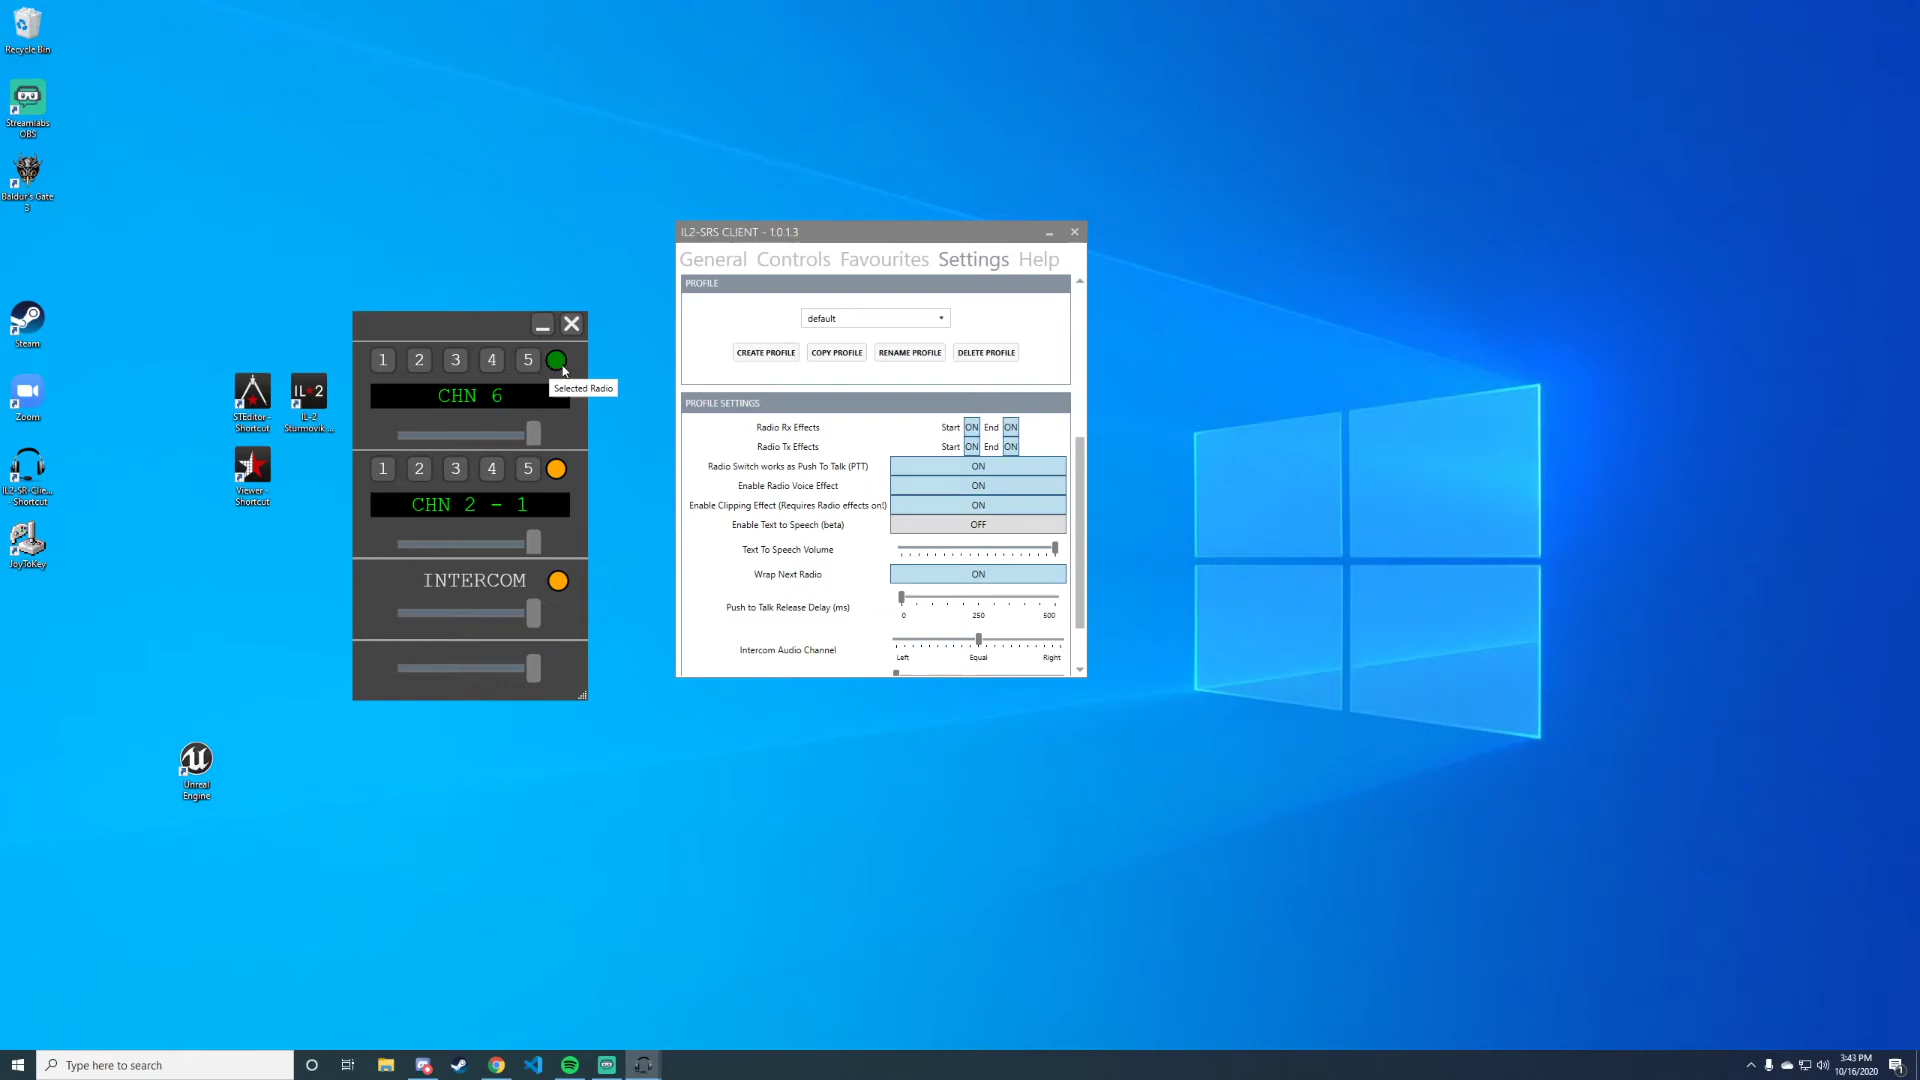 Recycle Bin
Streamlabs
OBS
Baldur's Gate
3
Steam
Zoom
IL2-SR-Clie...
- Shortcut
JoyToKey
STEditor -
Shortcut
IL-2
IL-2
Sturmovik ...
Viewer -
Shortcut
Unreal
Engine
1 2 3 4 5
Selected Radio
CHN 6
1 2 3 4 5
CHN 2 - 1
INTERCOM
IL2-SRS CLIENT - 1.0.1.3
General Controls Favourites Settings Help
PROFILE
default
CREATE PROFILE COPY PROFILE RENAME PROFILE DELETE PROFILE
PROFILE SETTINGS
Radio Rx Effects Start ON End ON
Radio Tx Effects Start ON End ON
Radio Switch works as Push To Talk (PTT) ON
Enable Radio Voice Effect ON
Enable Clipping Effect (Requires Radio effects on!) ON
Enable Text to Speech (beta) OFF
Text To Speech Volume
Wrap Next Radio ON
Push to Talk Release Delay (ms)
0 250 500
Intercom Audio Channel
Left Equal Right
Type here to search
3:43 PM
10/16/2020
1